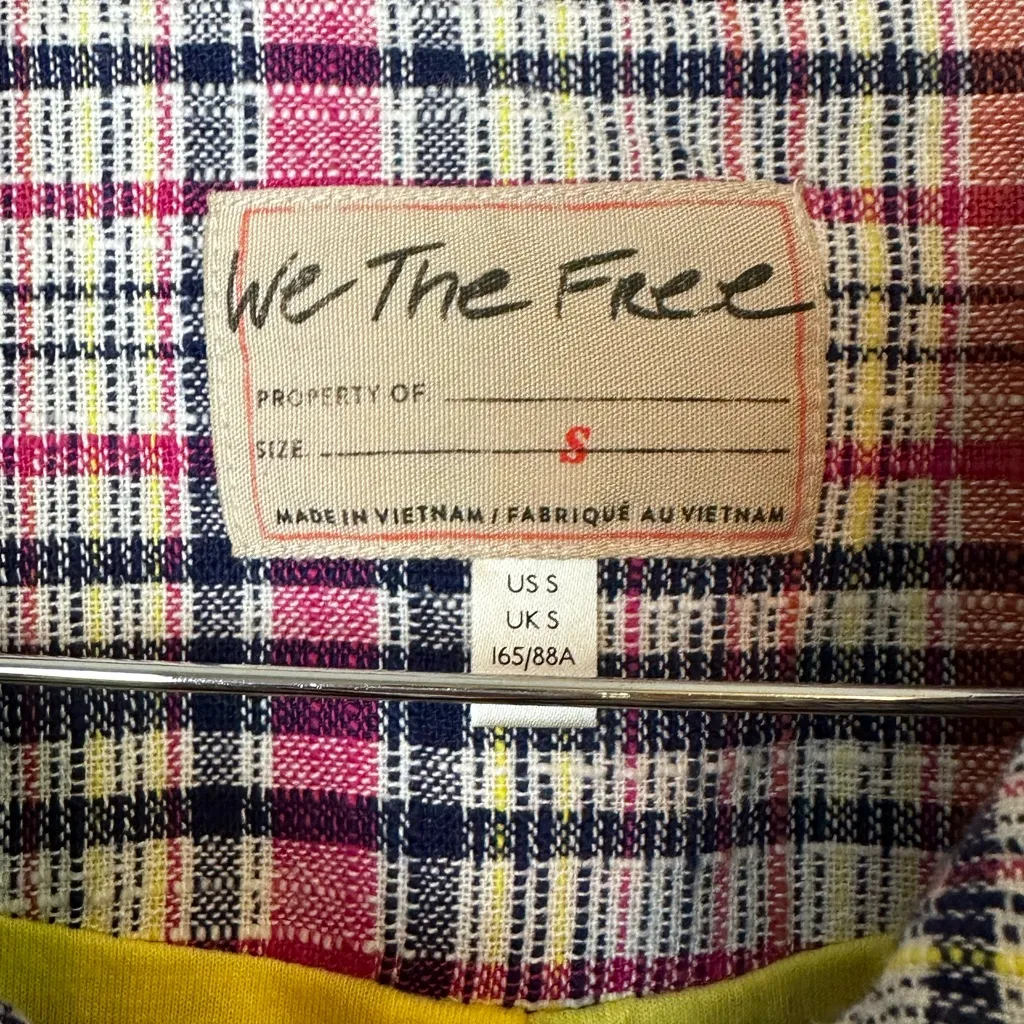 We The Free
PROPERTY OF
SIZE S
MADE IN VIETNAM / FABRIQUÉ AU VIETNAM
US S
UK S
165/88A